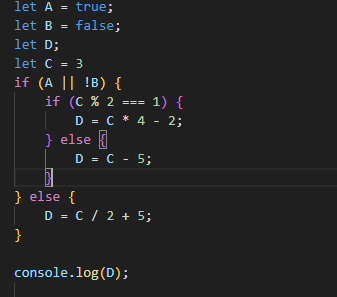 let A = true;
let B = false;
let D;
let C = 3
if (A || !B) {
    if (C % 2 === 1) {
        D = C * 4 - 2;
    } else {
        D = C - 5;
    }
} else {
    D = C / 2 + 5;
}

console.log(D);